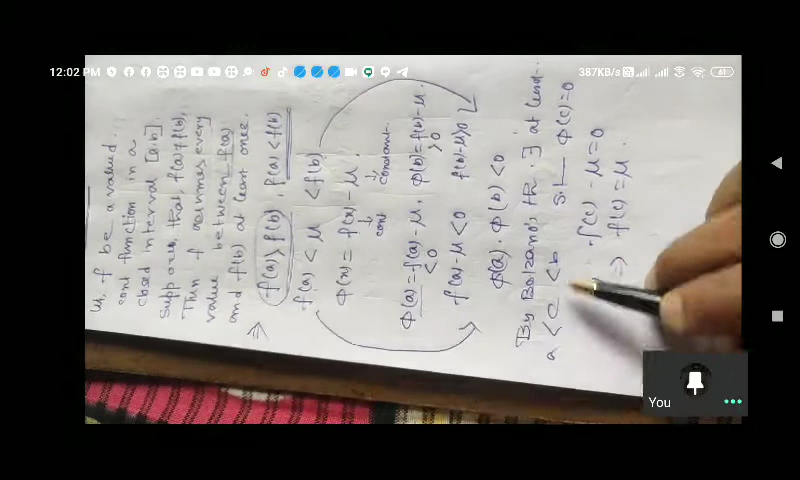 12:02 PM
387KB/s
61
Let, f be a valued.
cont function in a
closed interval [a.b].
Suppose, that, f(a) ≠ f(b),
Then f assumes every
value between f(a)
and f(b) at least once.
⇒ f(a) > f(b) , f(a) < f(b)
f(a) < μ < f(b)
Φ(x) = f(x) - μ.
↓ ↓
cont constant..
Φ(a) = f(a) - μ. Φ(b) = f(b) - μ.
< 0 > 0
f(a) - μ < 0 f(b) - μ > 0
Φ(a) . Φ(b) < 0
By Bolzano's th. ∃ at least..
a < c < b s.t. Φ(c) = 0
f(c) - μ = 0
⇒ f(c) = μ.
You